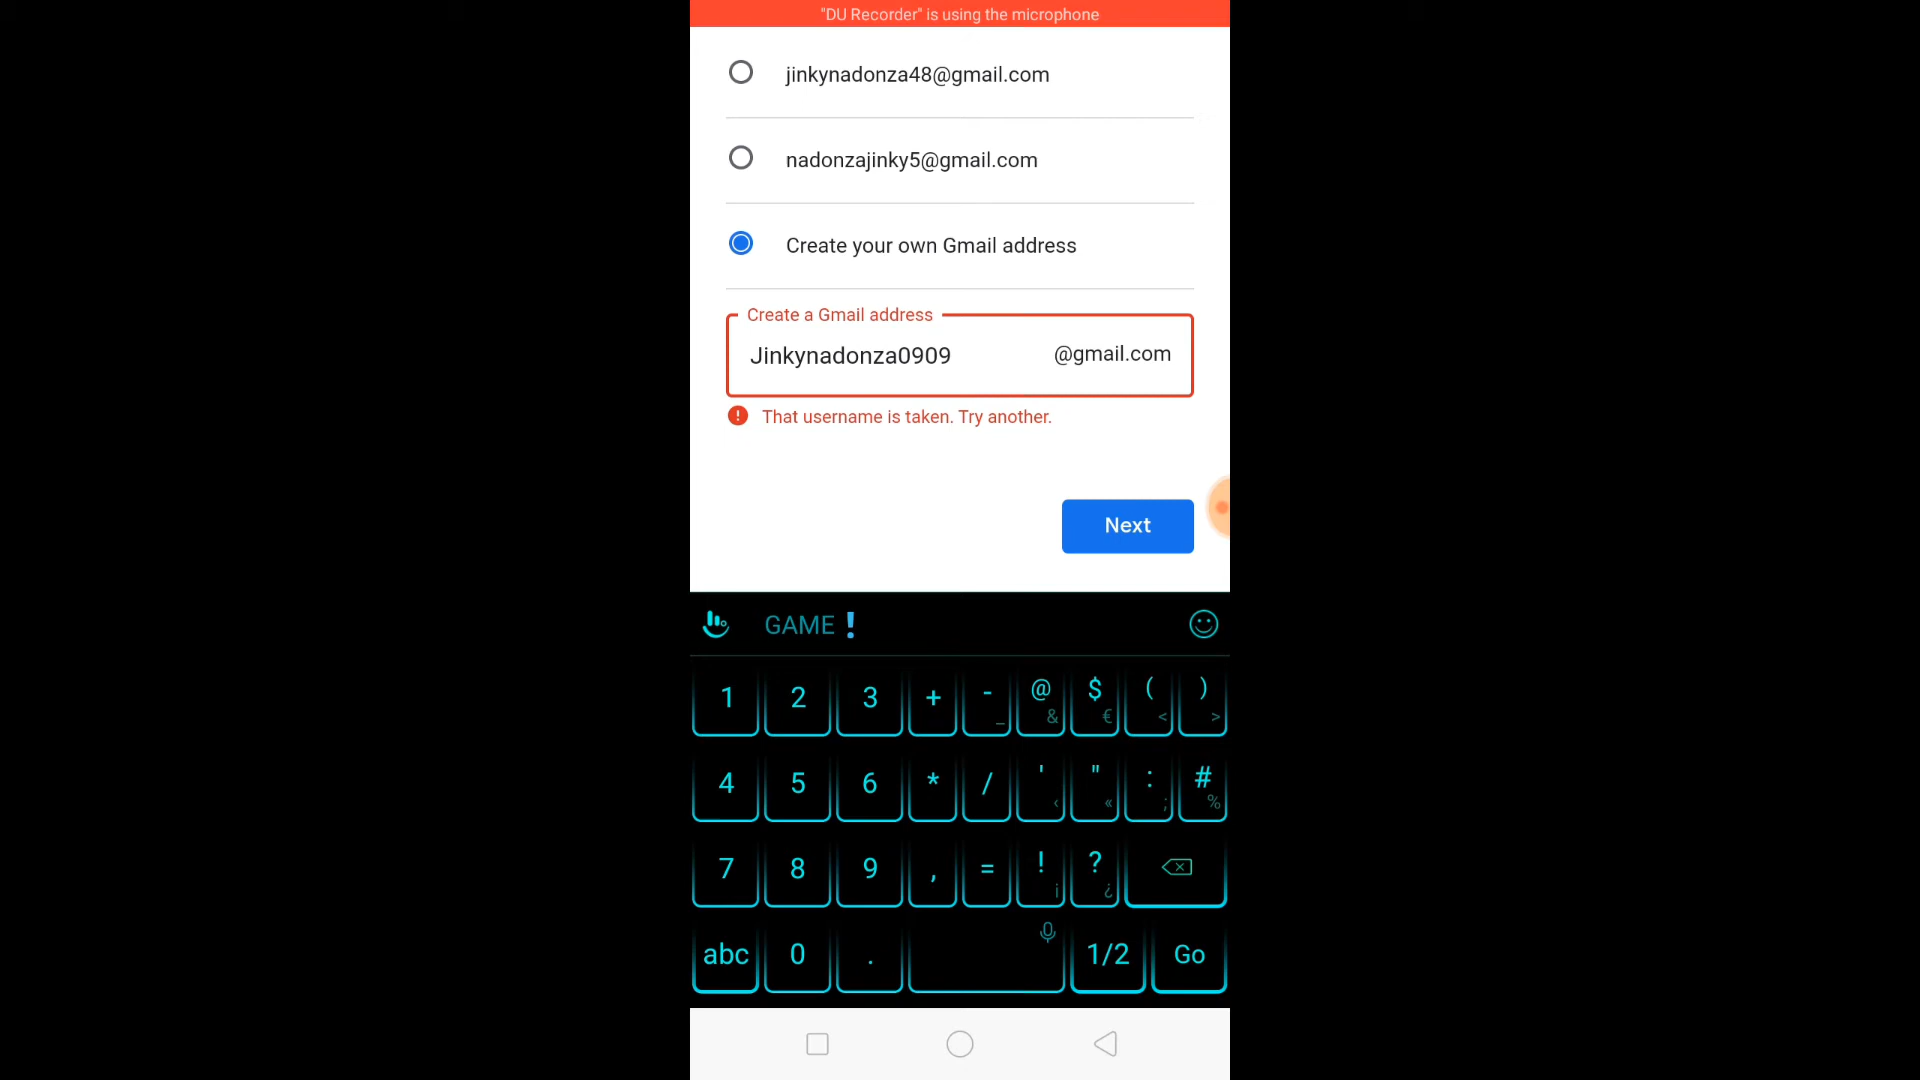 "DU Recorder" is using the microphone
jinkynadonza48@gmail.com
nadonzajinky5@gmail.com
Create your own Gmail address
Create a Gmail address
Jinkynadonza0909 @gmail.com
! That username is taken. Try another.
Next
GAME❗
1 2 3 + - _ @ & $ € ( < ) >
4 5 6 * / ' ‹ " « : ; # %
7 8 9 , = ! ¡ ? ¿
abc 0 . 1/2 Go